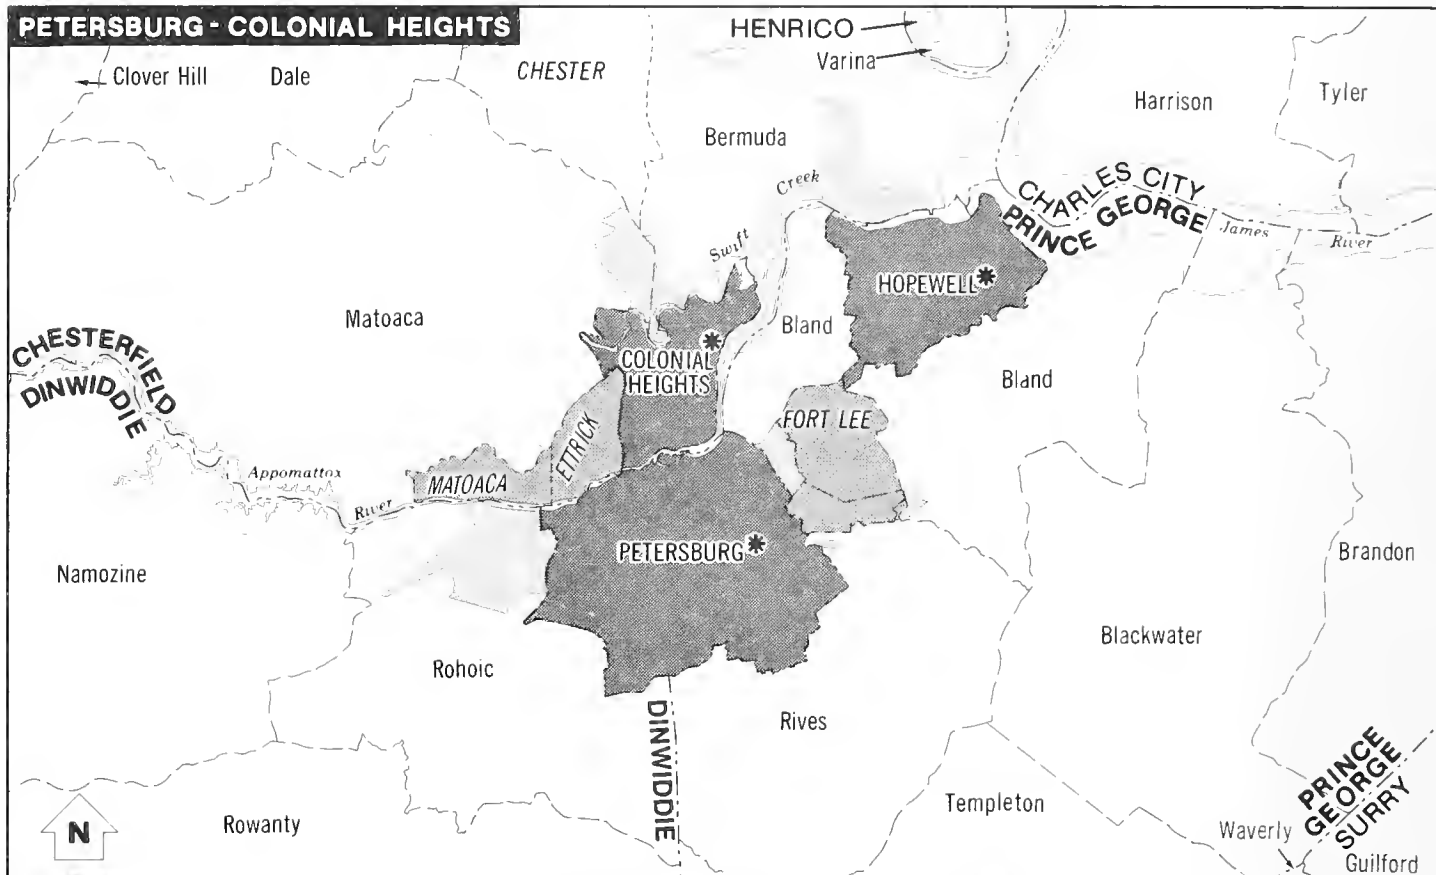 PETERSBURG - COLONIAL HEIGHTS
HENRICO
Varina
Clover Hill
Dale
CHESTER
Harrison
Tyler
Bermuda
Creek
Swift
CHARLES CITY
PRINCE GEORGE
James
River
HOPEWELL
Matoaca
Bland
COLONIAL
HEIGHTS
Bland
CHESTERFIELD
DINWIDDIE
FORT LEE
ETTRICK
MATOACA
Appomattox
River
PETERSBURG
Namozine
Brandon
Blackwater
Rohoic
Rives
DINWIDDIE
PRINCE
GEORGE
SURRY
Templeton
Rowanty
Waverly
Guilford
N